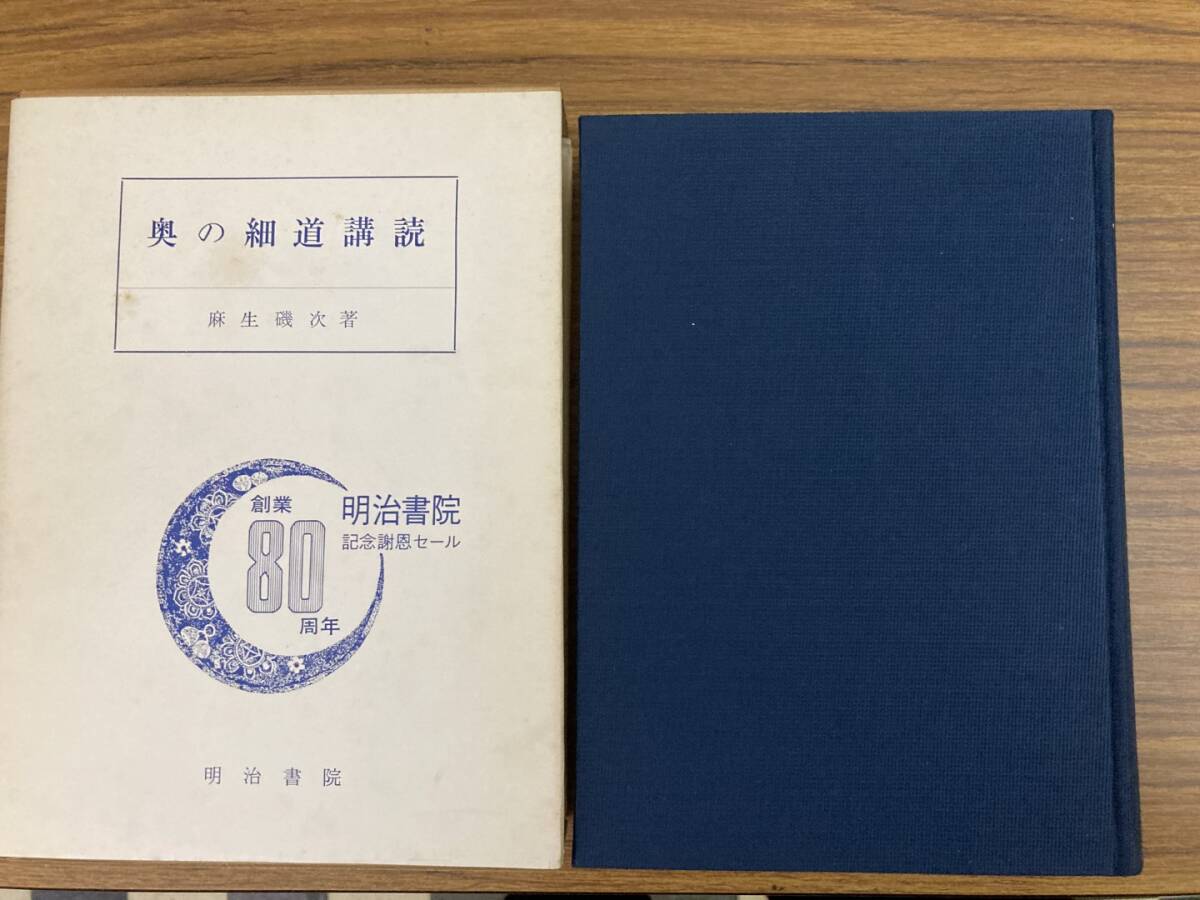 奥の細道講読
麻生磯次著
創業
80
周年
明治書院
記念謝恩セール
明治書院